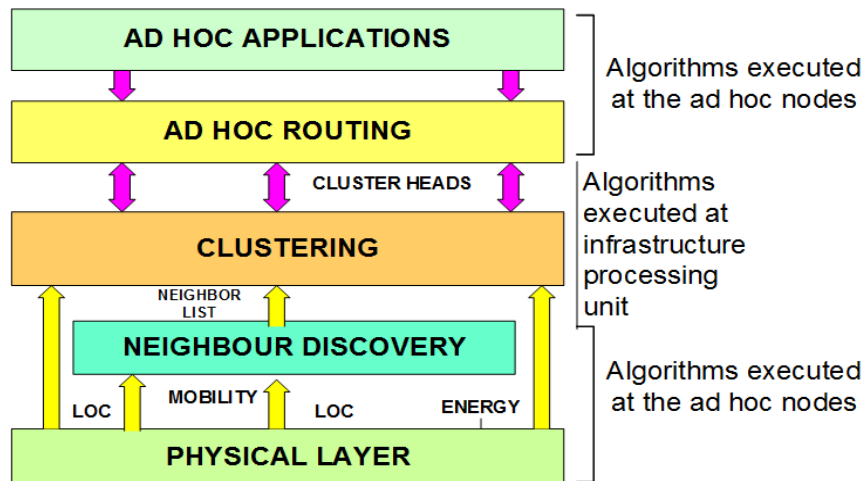 AD HOC APPLICATIONS
Algorithms executed
at the ad hoc nodes
AD HOC ROUTING
CLUSTER HEADS
Algorithms
executed at
infrastructure
processing
unit
CLUSTERING
NEIGHBOR
LIST
NEIGHBOUR DISCOVERY
Algorithms executed
at the ad hoc nodes
LOC
MOBILITY
LOC
ENERGY
PHYSICAL LAYER